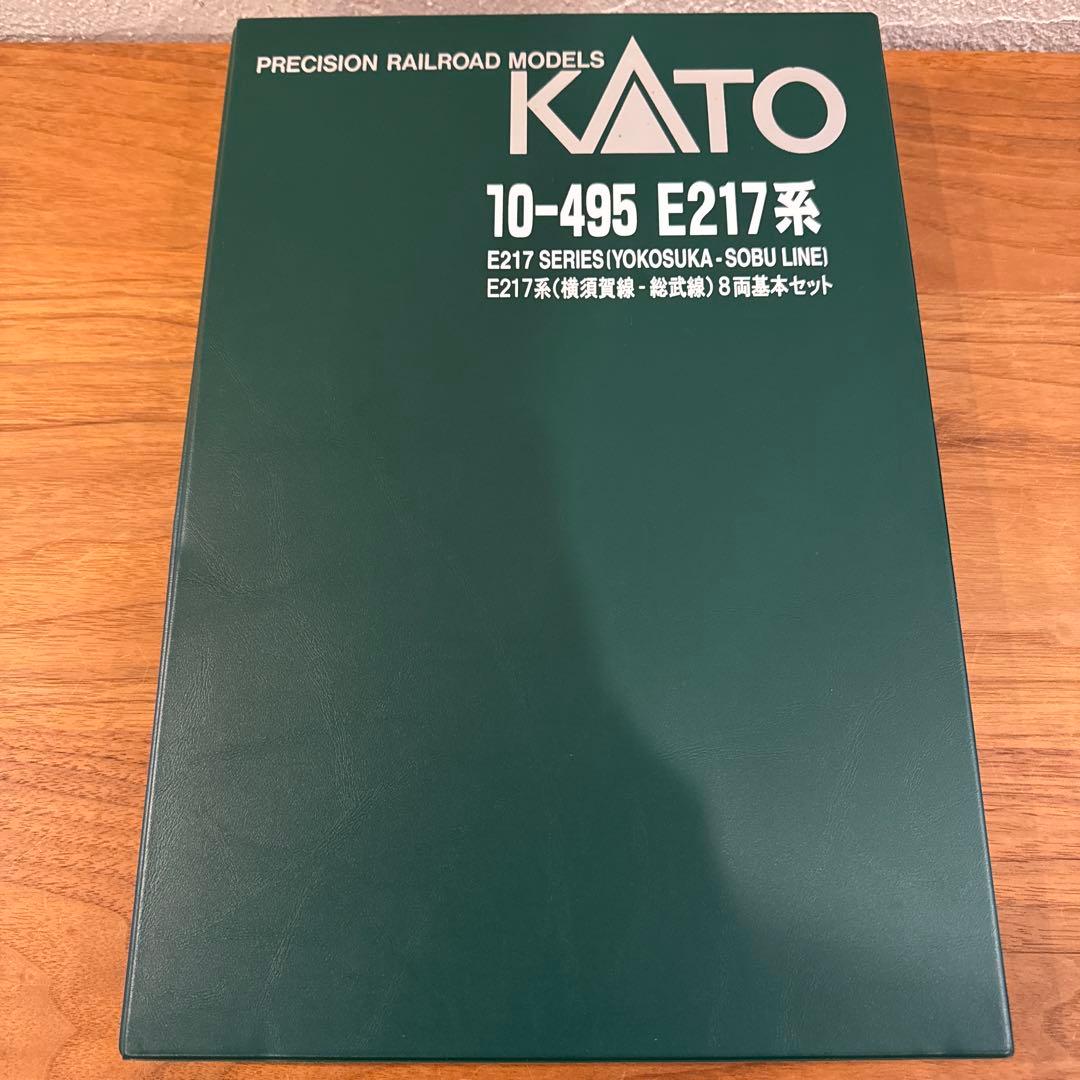 PRECISION RAILROAD MODELS
KATO
10-495 E217系
E217 SERIES(YOKOSUKA-SOBU LINE)
E217系(横須賀線-総武線)8両基本セット